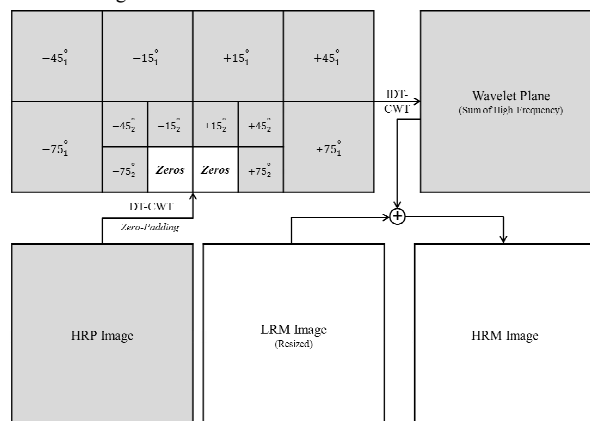 −45°₁ −15°₁ +15°₁ +45°₁
−75°₁ −45°₂ −15°₂ +15°₂ +45°₂ +75°₁
−75°₂ Zeros Zeros +75°₂
IDT-
CWT
Wavelet Plane
(Sum of High Frequency)
DT-CWT
Zero-Padding
+
HRP Image
LRM Image
(Resized)
HRM Image